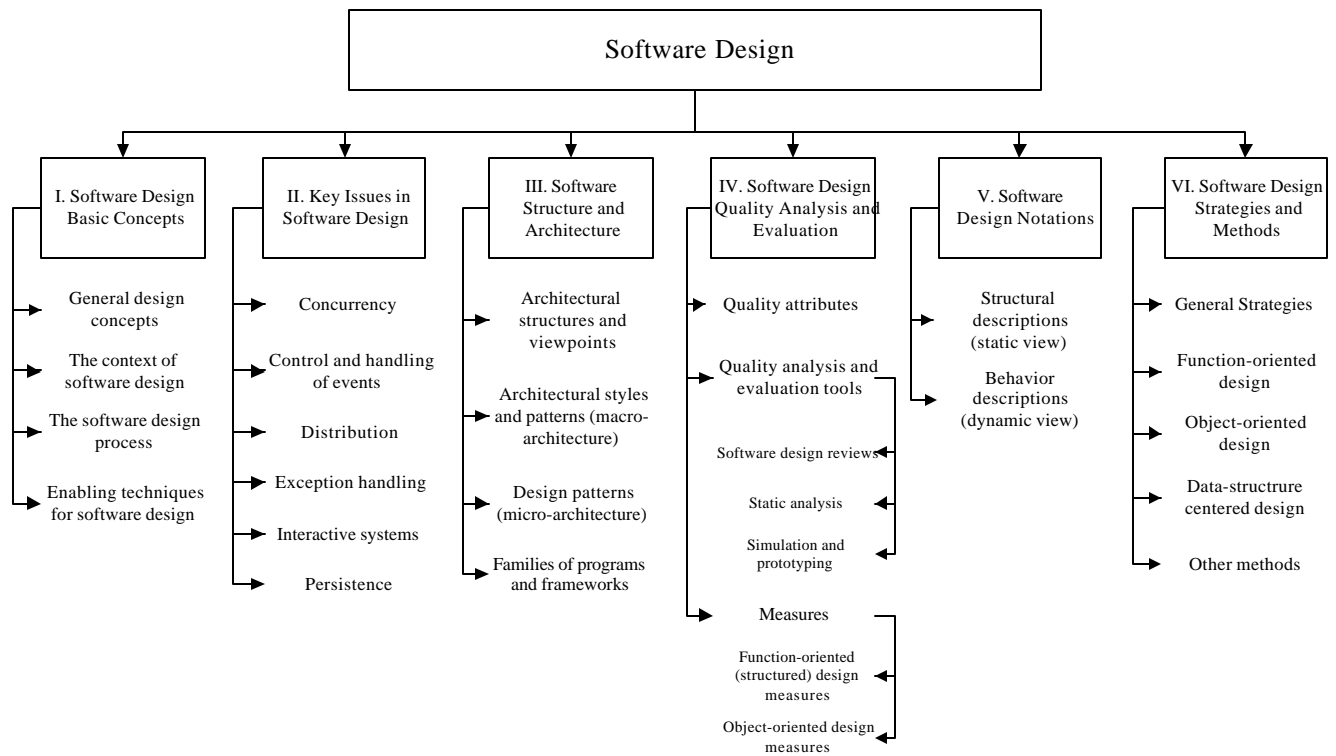 Software Design
I. Software Design
Basic Concepts
General design
concepts
The context of
software design
The software design
process
Enabling techniques
for software design
II. Key Issues in
Software Design
Concurrency
Control and handling
of events
Distribution
Exception handling
Interactive systems
Persistence
III. Software
Structure and
Architecture
Architectural
structures and
viewpoints
Architectural styles
and patterns (macro-
architecture)
Design patterns
(micro-architecture)
Families of programs
and frameworks
IV. Software Design
Quality Analysis and
Evaluation
Quality attributes
Quality analysis and
evaluation tools
Software design reviews
Static analysis
Simulation and
prototyping
Measures
Function-oriented
(structured) design
measures
Object-oriented design
measures
V. Software
Design Notations
Structural
descriptions
(static view)
Behavior
descriptions
(dynamic view)
VI. Software Design
Strategies and
Methods
General Strategies
Function-oriented
design
Object-oriented
design
Data-structrure
centered design
Other methods